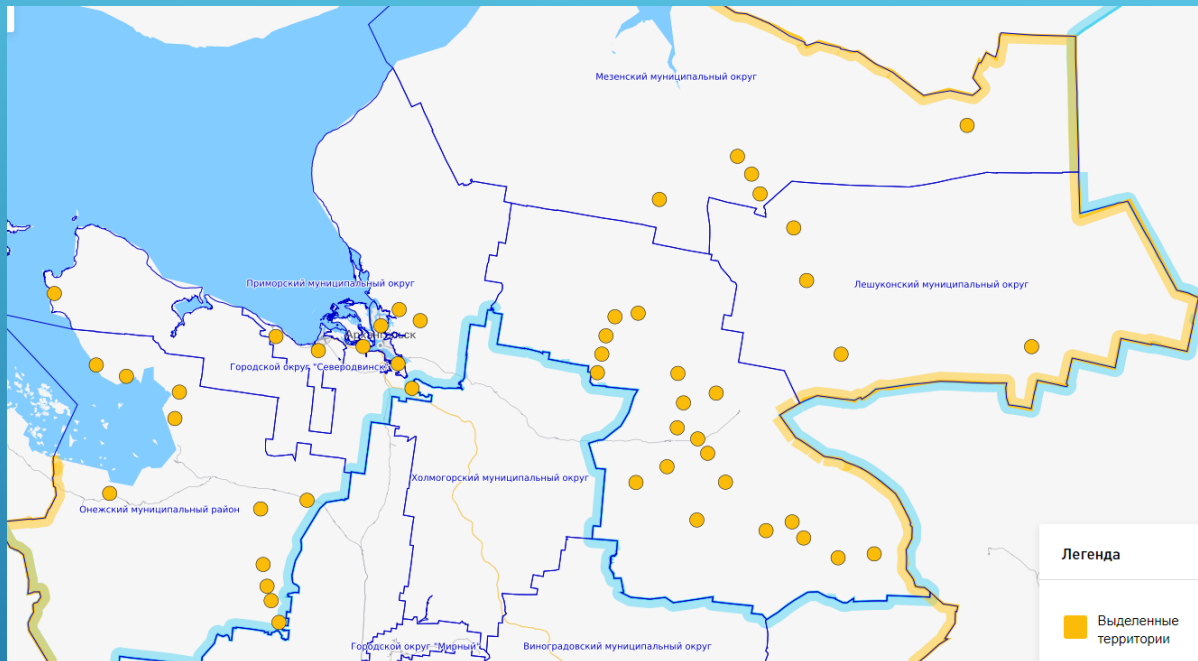 Мезенский муниципальный округ
Приморский муниципальный округ
Лешуконский муниципальный округ
Архангельск
Городской округ "Северодвинск"
Холмогорский муниципальный округ
Онежский муниципальный район
Городской округ "Мирный"
Виноградовский муниципальный округ
Легенда
Выделенные
территории